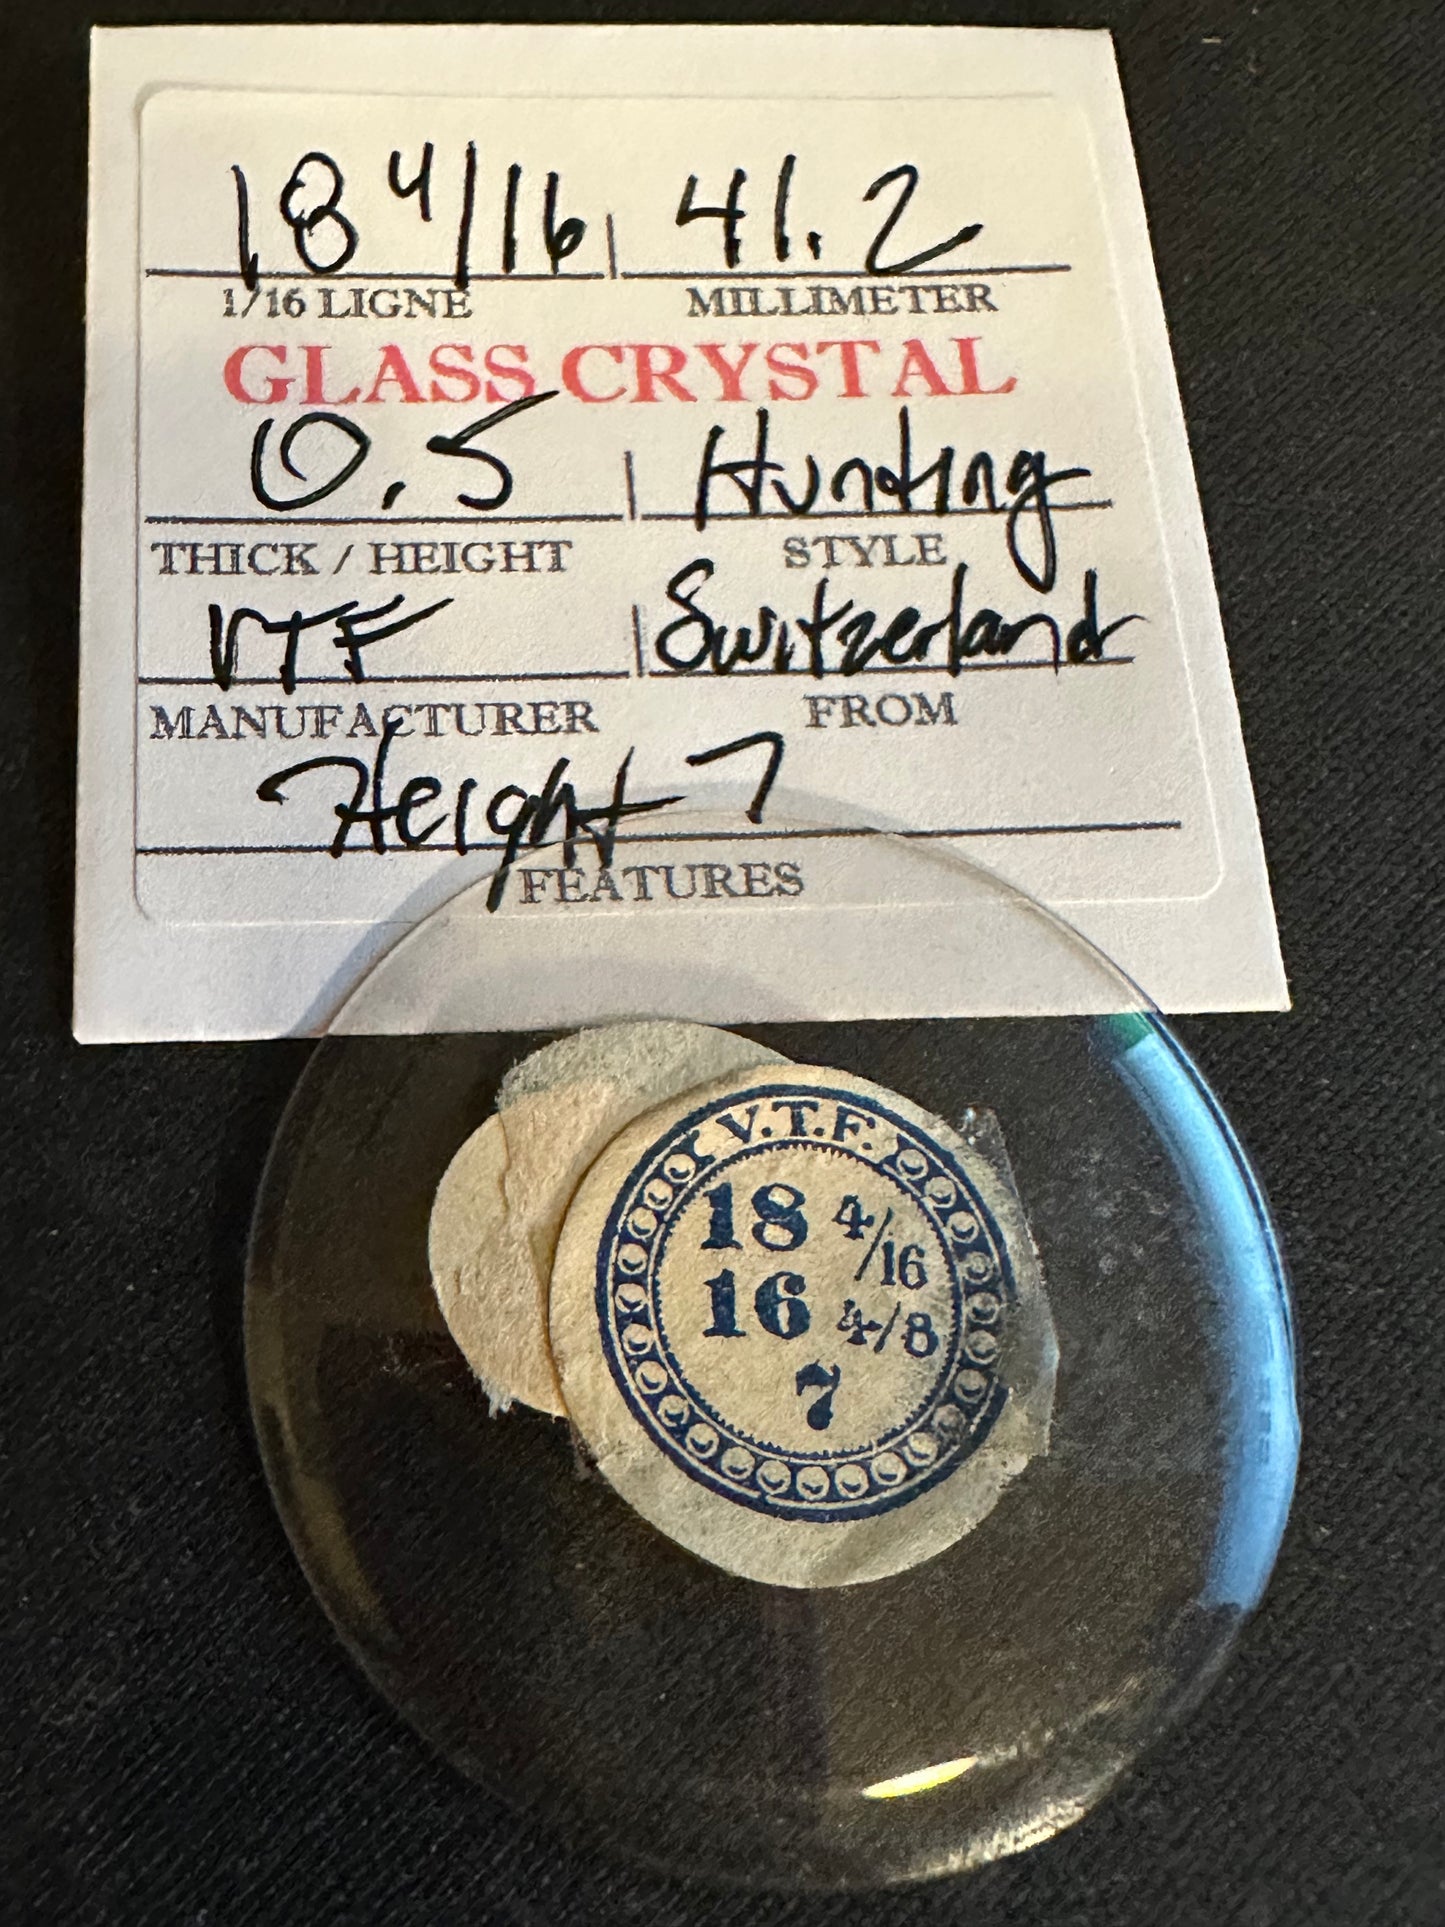 18 4/16 | 41.2
1/16 LIGNE MILLIMETER
GLASS CRYSTAL
0.5 | Hunting
THICK / HEIGHT STYLE
VTF | Switzerland
MANUFACTURER FROM
Height 7
FEATURES
V.T.F.
18 4/16
16 4/8
7